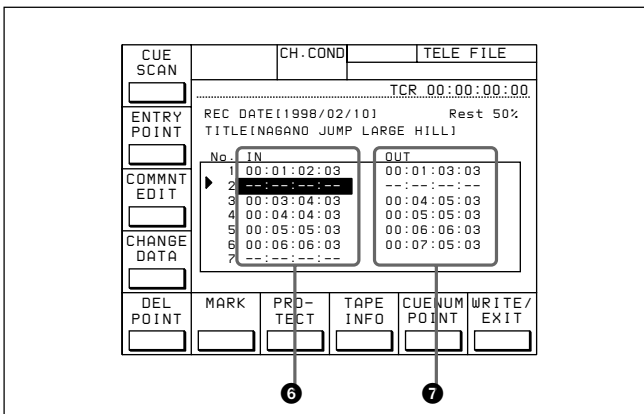 CUE SCAN
CH.COND
TELE FILE
TCR 00:00:00:00
ENTRY POINT
REC DATE[1998/02/10] Rest 50%
TITLE[NAGANO JUMP LARGE HILL]
No. IN OUT
1 00:01:02:03 00:01:03:03
COMMNT EDIT
▶ 2 --:--:--:-- --:--:--:--
3 00:03:04:03 00:04:05:03
4 00:04:04:03 00:05:05:03
5 00:05:05:03 00:06:06:03
6 00:06:06:03 00:07:05:03
7 --:--:--:--
CHANGE DATA
DEL POINT
MARK
PRO-TECT
TAPE INFO
CUENUM POINT
WRITE/EXIT
6 7